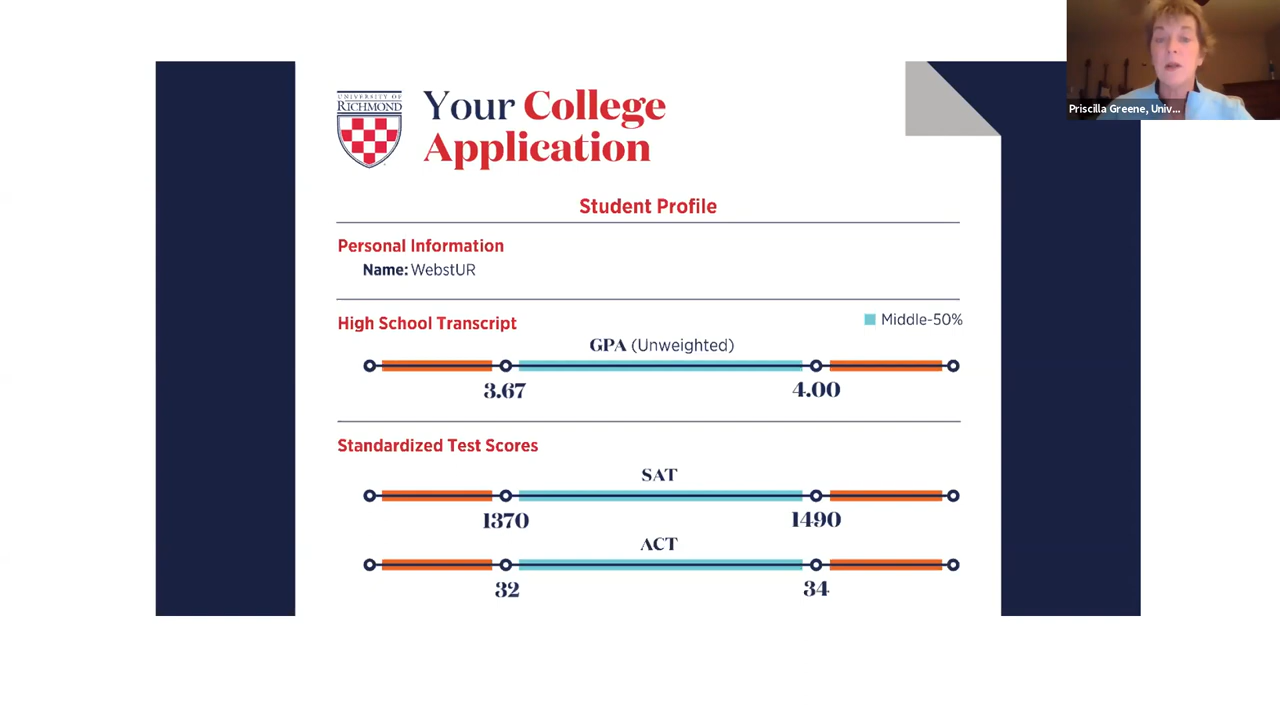 Priscilla Greene, Univ...
UNIVERSITY OF
RICHMOND
Your College
Application
Student Profile
Personal Information
Name: WebstUR
High School Transcript
Middle-50%
GPA (Unweighted)
3.67 4.00
Standardized Test Scores
SAT
1370 1490
ACT
32 34